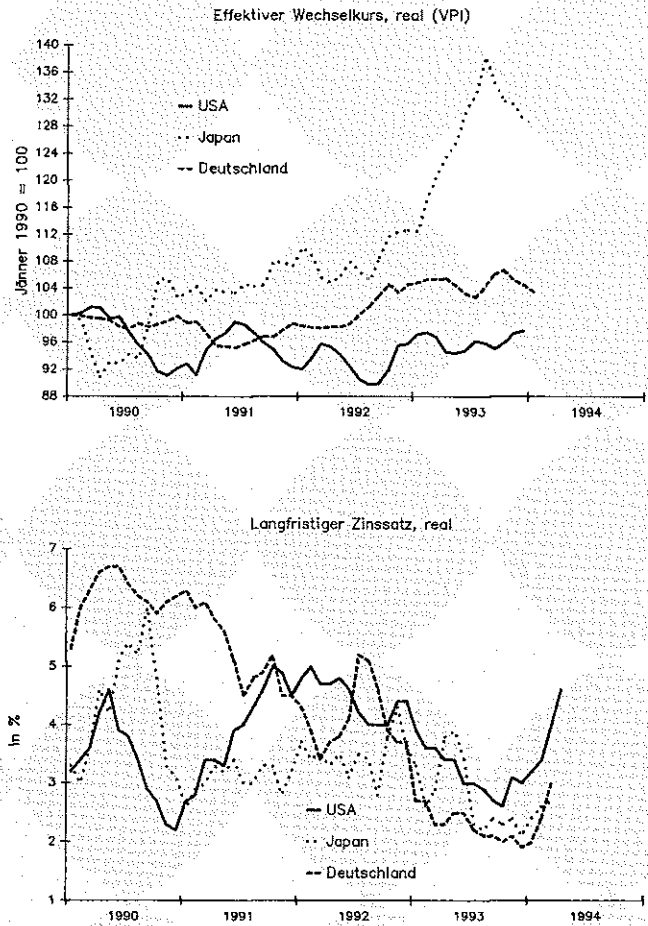 Effektiver Wechselkurs, real (VPI)
Jänner 1990 = 100
140
136
132
128
124
120
116
112
108
104
100
96
92
88
USA
Japan
Deutschland
1990 1991 1992 1993 1994
Langfristiger Zinssatz, real
In %
7
6
5
4
3
2
1
USA
Japan
Deutschland
1990 1991 1992 1993 1994